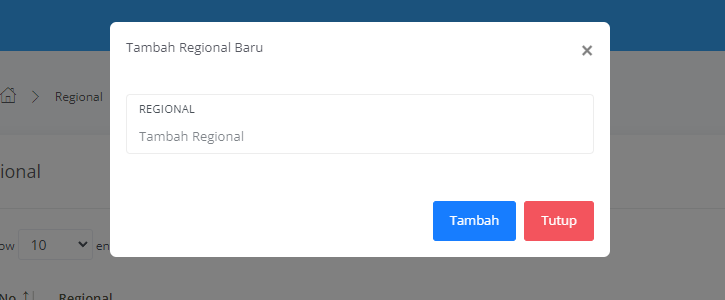 Tambah Regional Baru
×
Regional
REGIONAL
Tambah Regional
ional
Tambah
Tutup
ow 10 en
No Regional